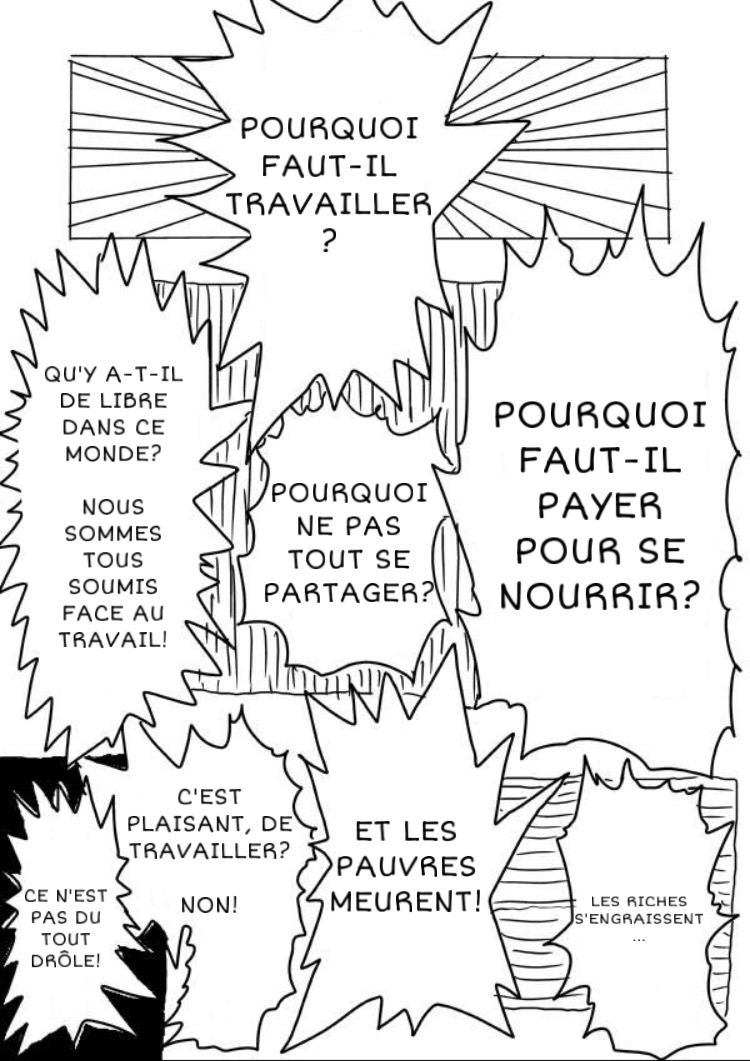 POURQUOI
FAUT-IL
TRAVAILLER
?
QU'Y A-T-IL
DE LIBRE
DANS CE
MONDE?
NOUS
SOMMES
TOUS
SOUMIS
FACE AU
TRAVAIL!
POURQUOI
NE PAS
TOUT SE
PARTAGER?
POURQUOI
FAUT-IL
PAYER
POUR SE
NOURRIR?
CE N'EST
PAS DU
TOUT
DRÔLE!
C'EST
PLAISANT, DE
TRAVAILLER?
NON!
ET LES
PAUVRES
MEURENT!
LES RICHES
S'ENGRAISSENT
...